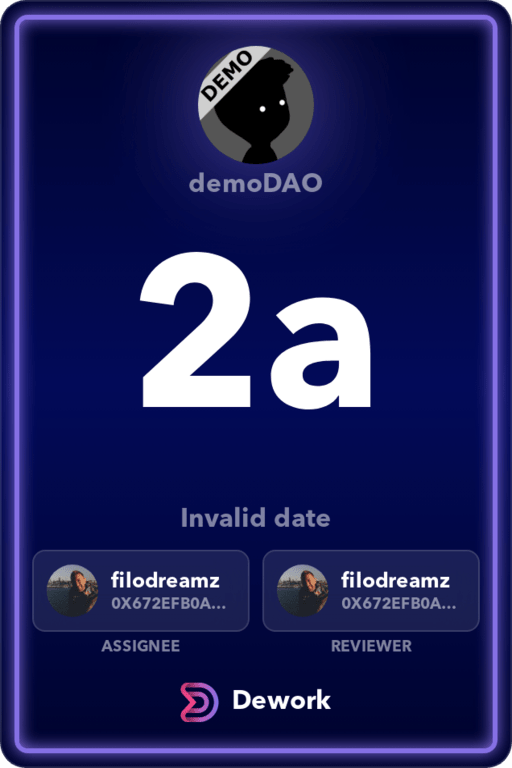 DEMO
demoDAO
2a
Invalid date
filodreamz
0X672EFB0A...
ASSIGNEE
filodreamz
0X672EFB0A...
REVIEWER
Dework